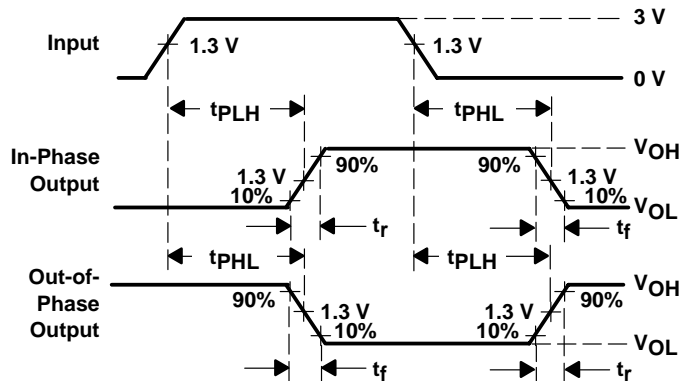 3 V
Input
1.3 V
1.3 V
0 V
tPLH
tPHL
In-Phase
Output
VOH
90%
90%
1.3 V
1.3 V
10%
10%
VOL
tr
tf
tPHL
tPLH
Out-of-
Phase
Output
VOH
90%
90%
1.3 V
1.3 V
10%
10%
VOL
tf
tr